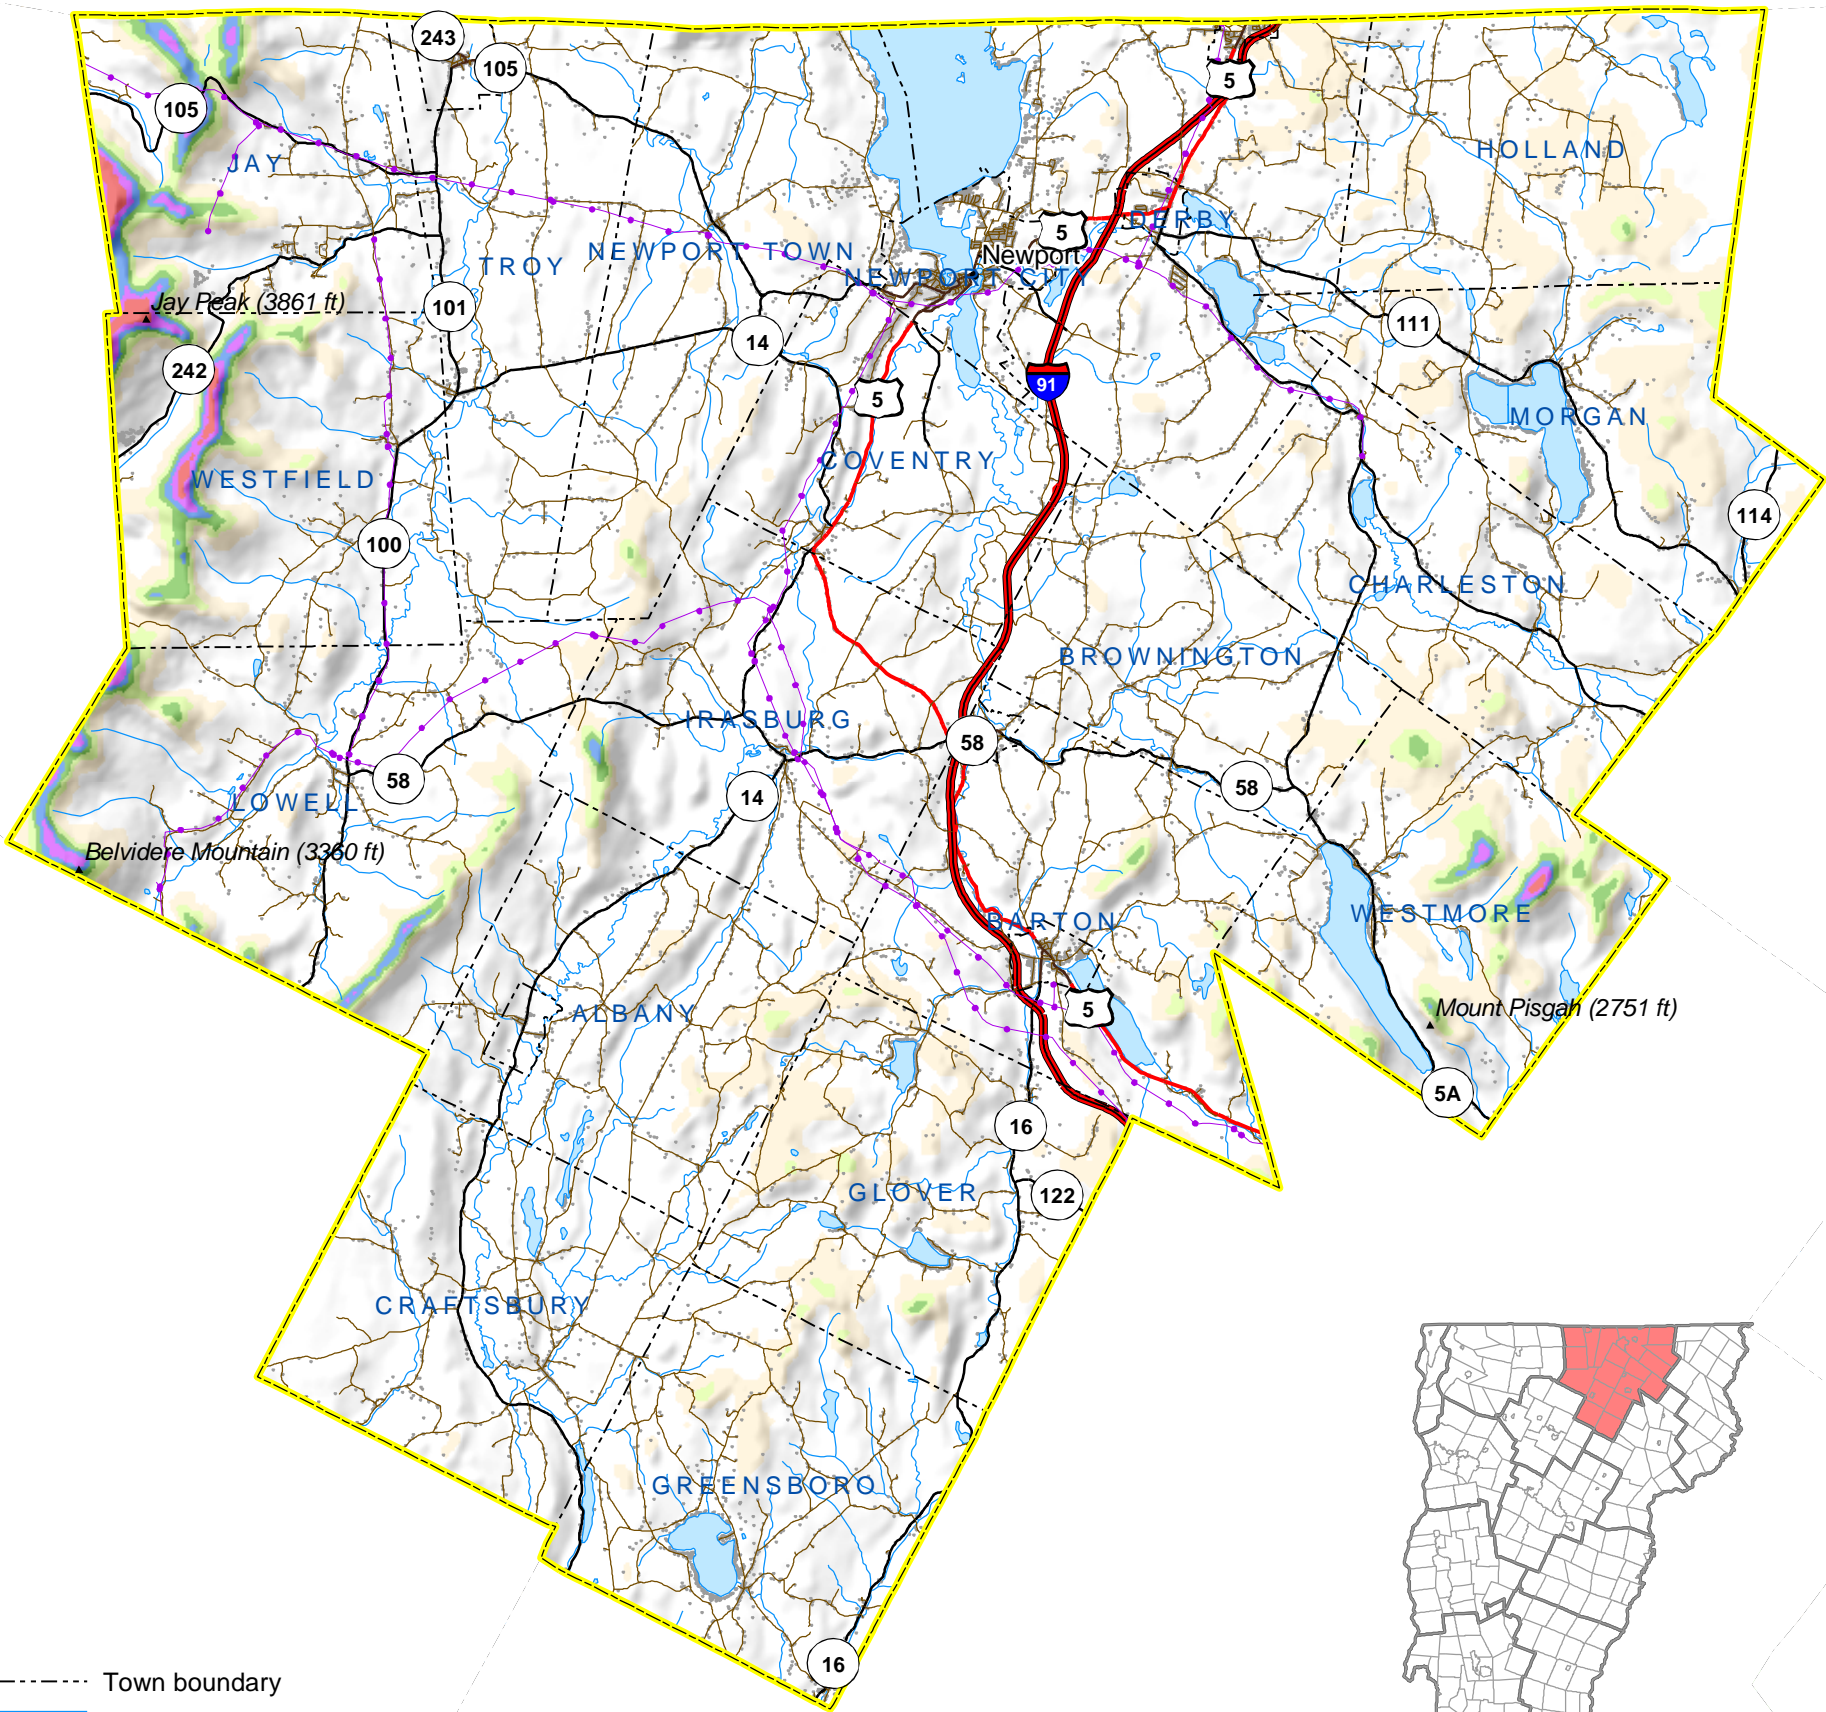 243
105
5
105
JAY
HOLLAND
5
DERBY
NEWPORT TOWN
Newport
TROY
NEWPORT CITY
Jay Peak (3861 ft)
101
111
14
242
91
5
MORGAN
COVENTRY
WESTFIELD
114
100
CHARLESTON
BROWNINGTON
IRASBURG
58
58
58
14
LOWELL
Belvidere Mountain (3360 ft)
WESTMORE
BARTON
5
Mount Pisgah (2751 ft)
ALBANY
5A
16
GLOVER
122
CRAFTSBURY
GREENSBORO
16
Town boundary